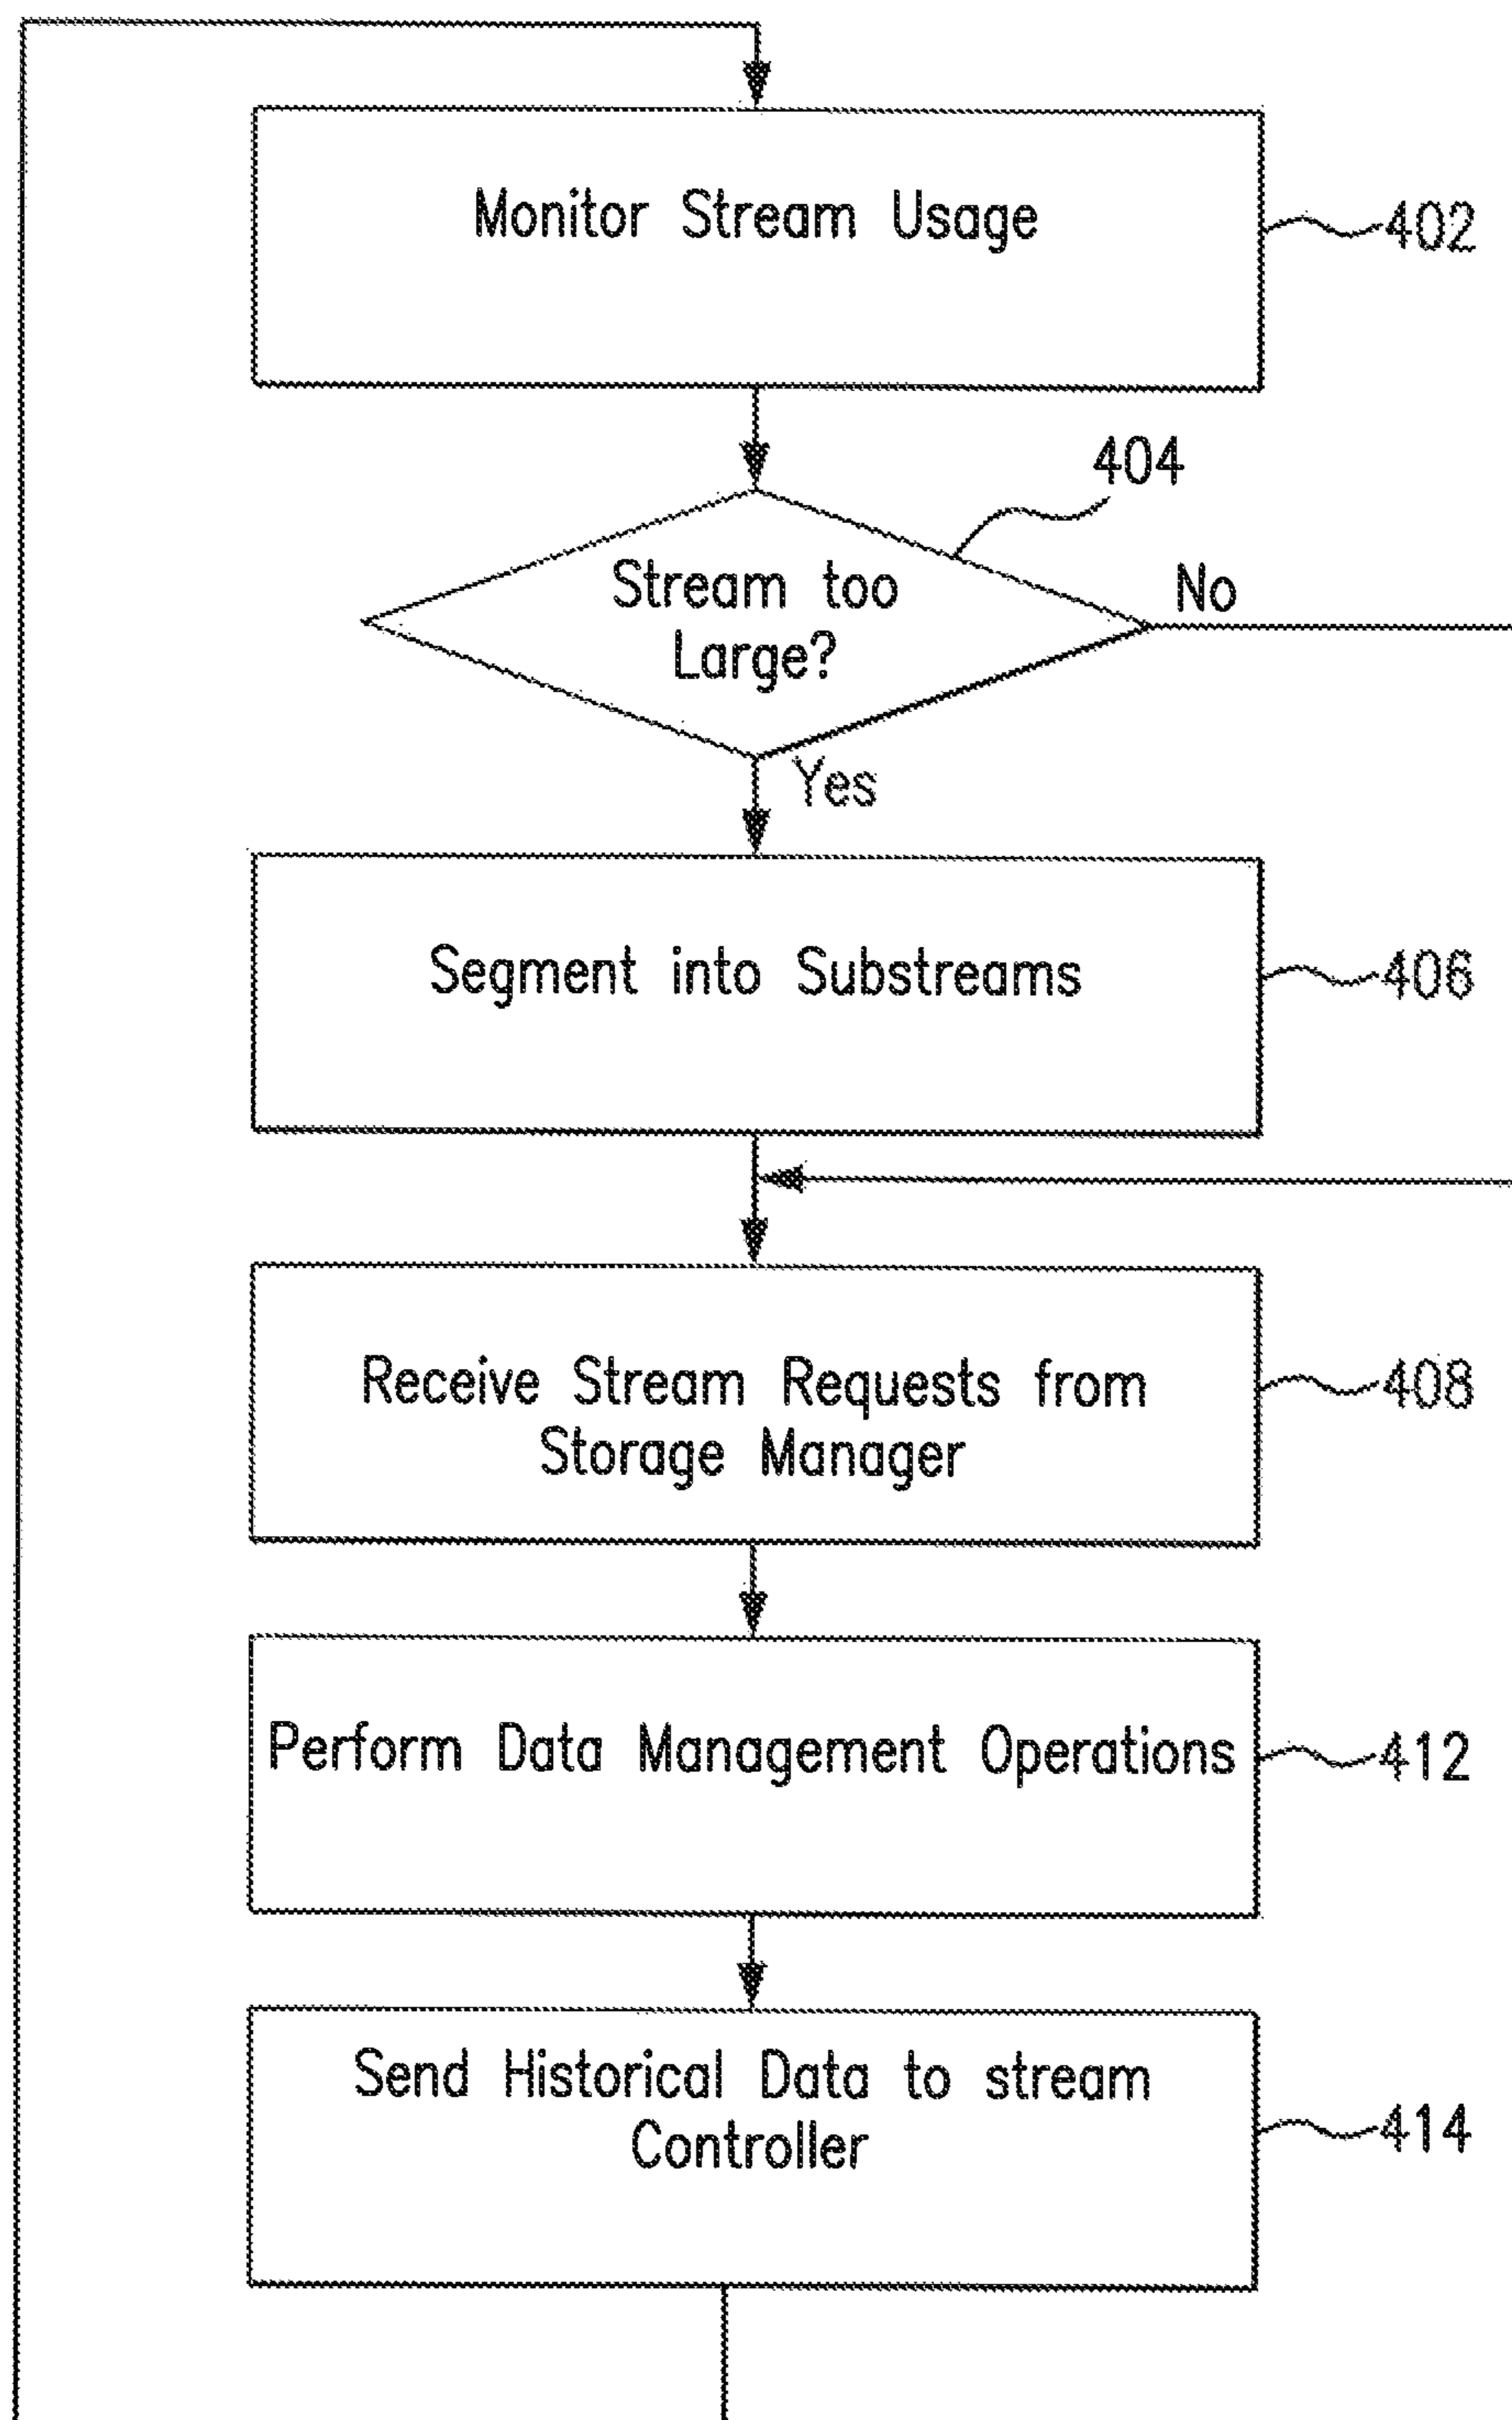 Monitor Stream Usage
402
404
Stream too
Large?
No
Yes
Segment into Substreams
406
Receive Stream Requests from
Storage Manager
408
Perform Data Management Operations
412
Send Historical Data to stream
Controller
414